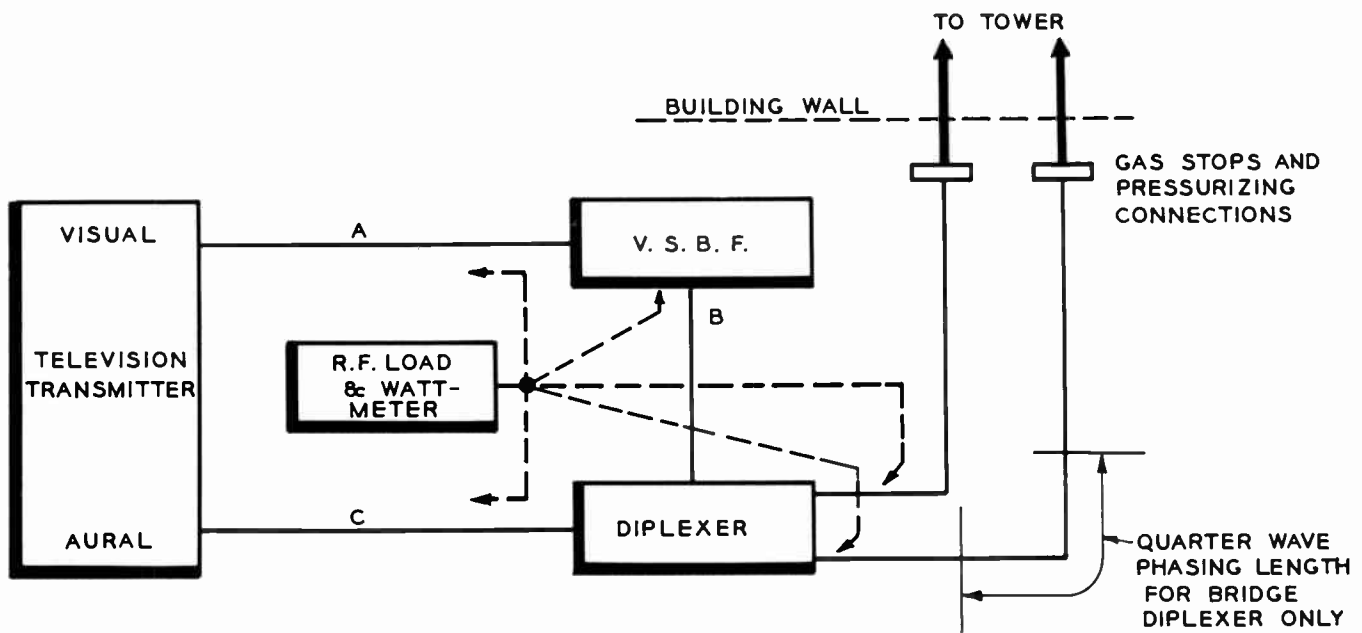 TO TOWER
BUILDING WALL
GAS STOPS AND
PRESSURIZING
CONNECTIONS
VISUAL
A
V. S. B. F.
B
TELEVISION
TRANSMITTER
R.F. LOAD
&c WATT-
METER
C
AURAL
DIPLEXER
QUARTER WAVE
PHASING LENGTH
FOR BRIDGE
DIPLEXER ONLY